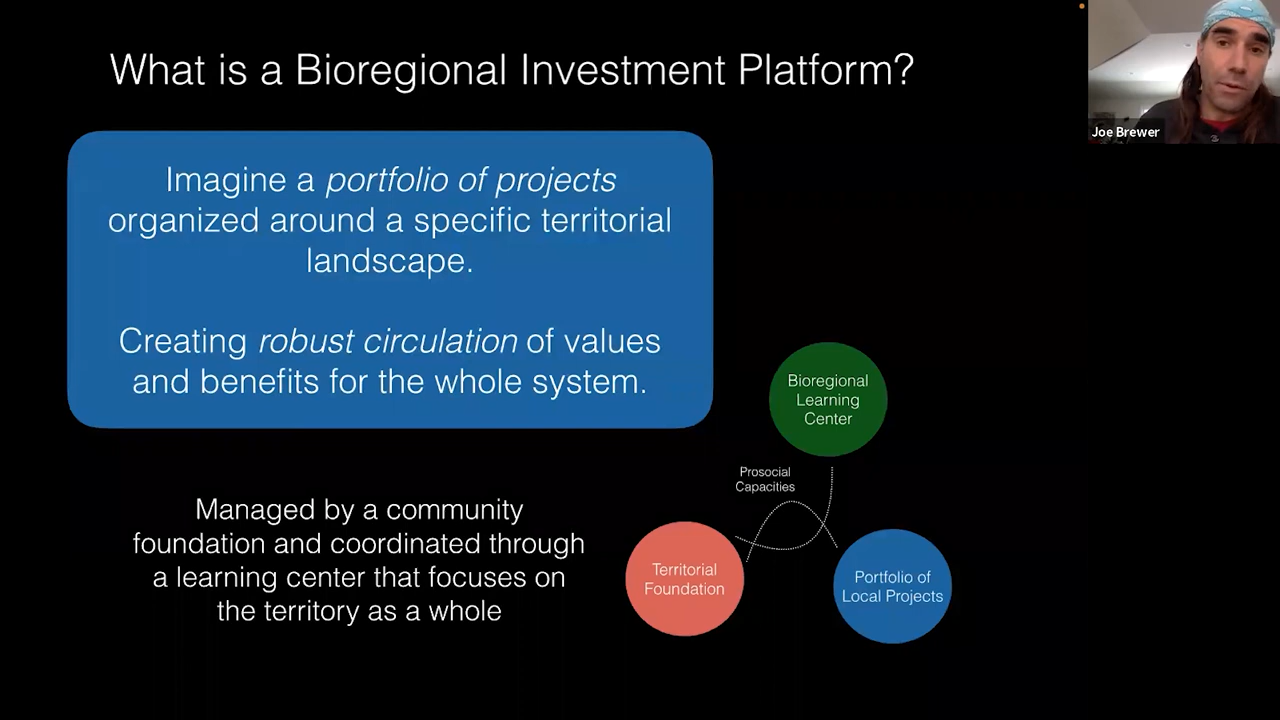 What is a Bioregional Investment Platform?
Joe Brewer
Imagine a portfolio of projects
organized around a specific territorial
landscape.
Creating robust circulation of values
and benefits for the whole system.
Managed by a community
foundation and coordinated through
a learning center that focuses on
the territory as a whole
Bioregional
Learning
Center
Prosocial
Capacities
Territorial
Foundation
Portfolio of
Local Projects